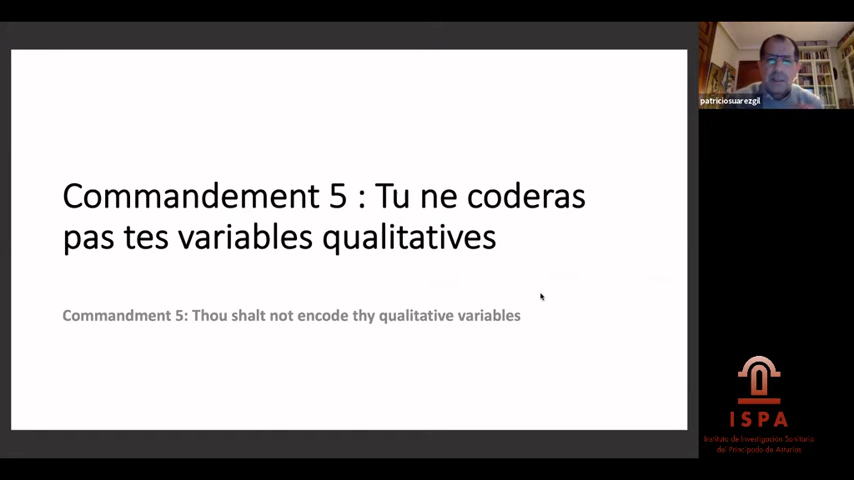 Commandement 5 : Tu ne coderas
pas tes variables qualitatives
Commandment 5: Thou shalt not encode thy qualitative variables
patriciosuarezgil
ISPA
Instituto de Investigación Sanitaria
del Principado de Asturias